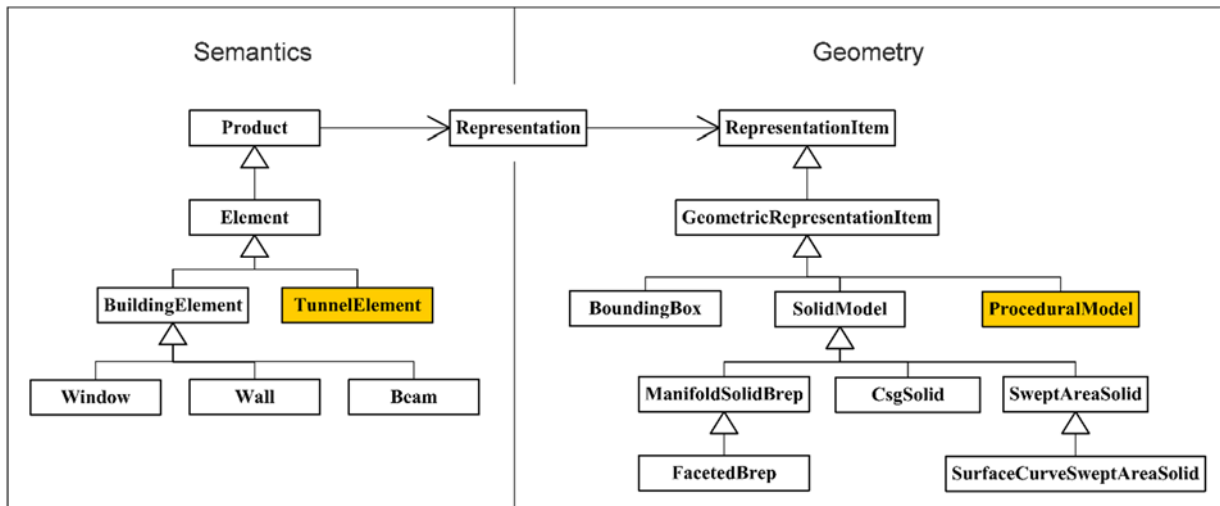 Semantics
Geometry
Product
Representation
RepresentationItem
Element
GeometricRepresentationItem
BuildingElement
TunnelElement
BoundingBox
SolidModel
ProceduralModel
Window
Wall
Beam
ManifoldSolidBrep
CsgSolid
SweptAreaSolid
FacetedBrep
SurfaceCurveSweptAreaSolid